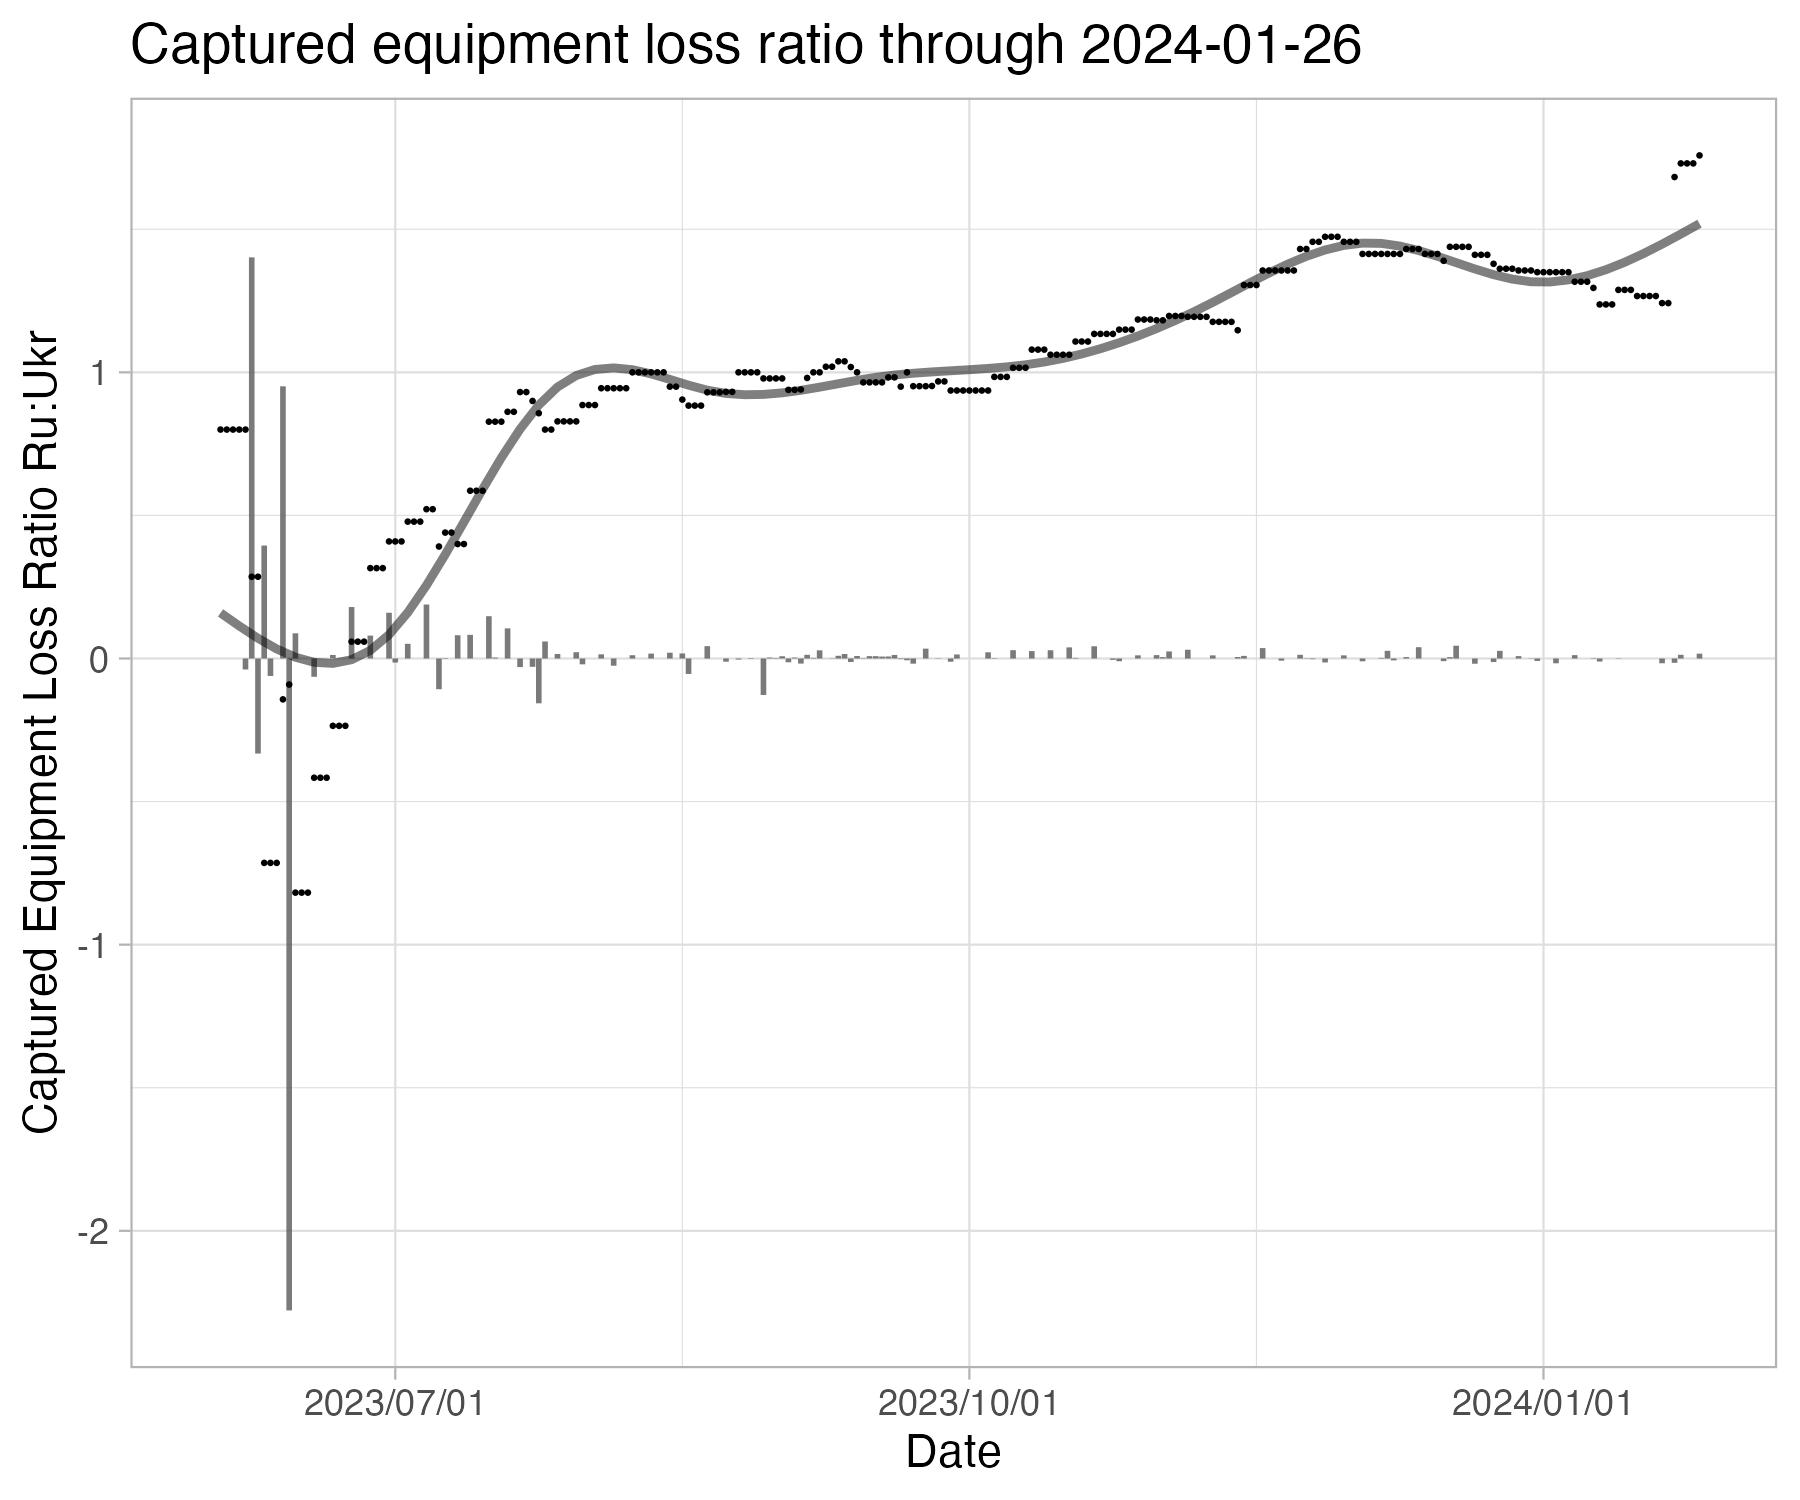 Captured equipment loss ratio through 2024-01-26
Captured Equipment Loss Ratio Ru:Ukr
1
0
-1
-2
2023/07/01
2023/10/01
2024/01/01
Date